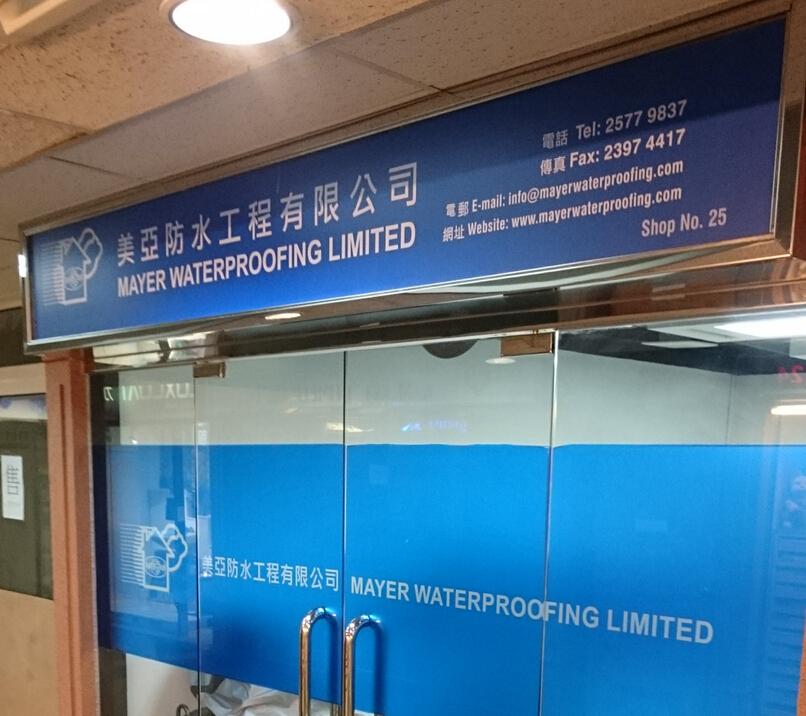 美亞防水工程有限公司
MAYER WATERPROOFING LIMITED
電話 Tel: 2577 9837
傳真 Fax: 2397 4417
電郵 E-mail: info@mayerwaterproofing.com
網址 Website: www.mayerwaterproofing.com
Shop No. 25
售
美亞防水工程有限公司 MAYER WATERPROOFING LIMITED